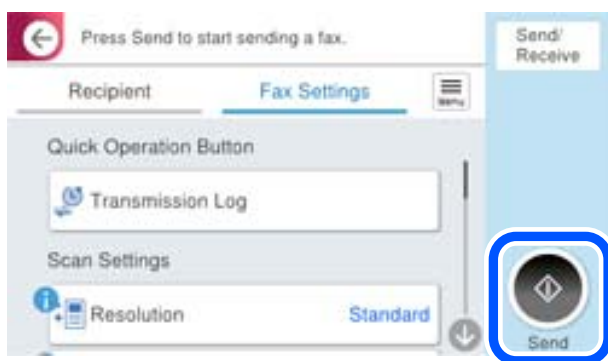 Press Send to start sending a fax.
Send/
Receive
Recipient
Fax Settings
Menu
Quick Operation Button
Transmission Log
Scan Settings
Resolution
Standard
Send